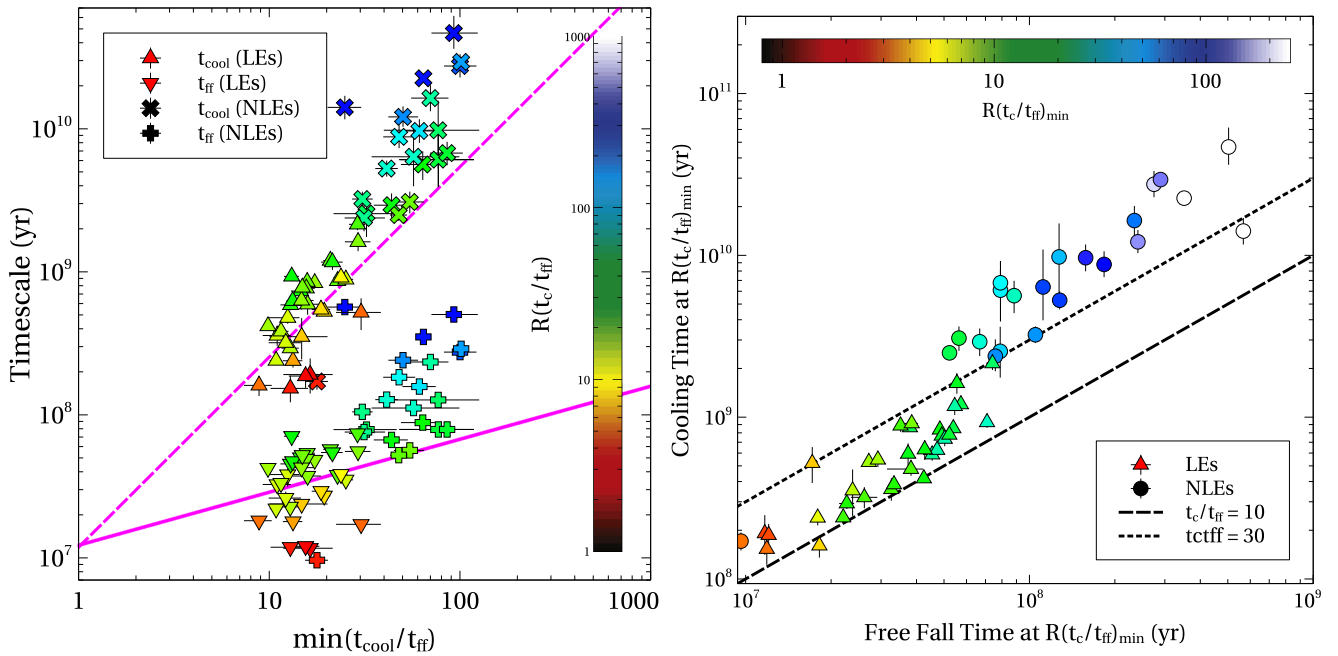 t_cool (LEs)
t_ff (LEs)
t_cool (NLEs)
t_ff (NLEs)
Timescale (yr)
10^10
10^9
10^8
10^7
1
10
100
1000
min(t_cool/t_ff)
1000
100
10
1
R(t_c/t_ff)
1
10
100
R(t_c/t_ff)_min
Cooling Time at R(t_c/t_ff)_min (yr)
10^11
10^10
10^9
10^8
LEs
NLEs
t_c/t_ff = 10
tctff = 30
10^7
10^8
10^9
Free Fall Time at R(t_c/t_ff)_min (yr)